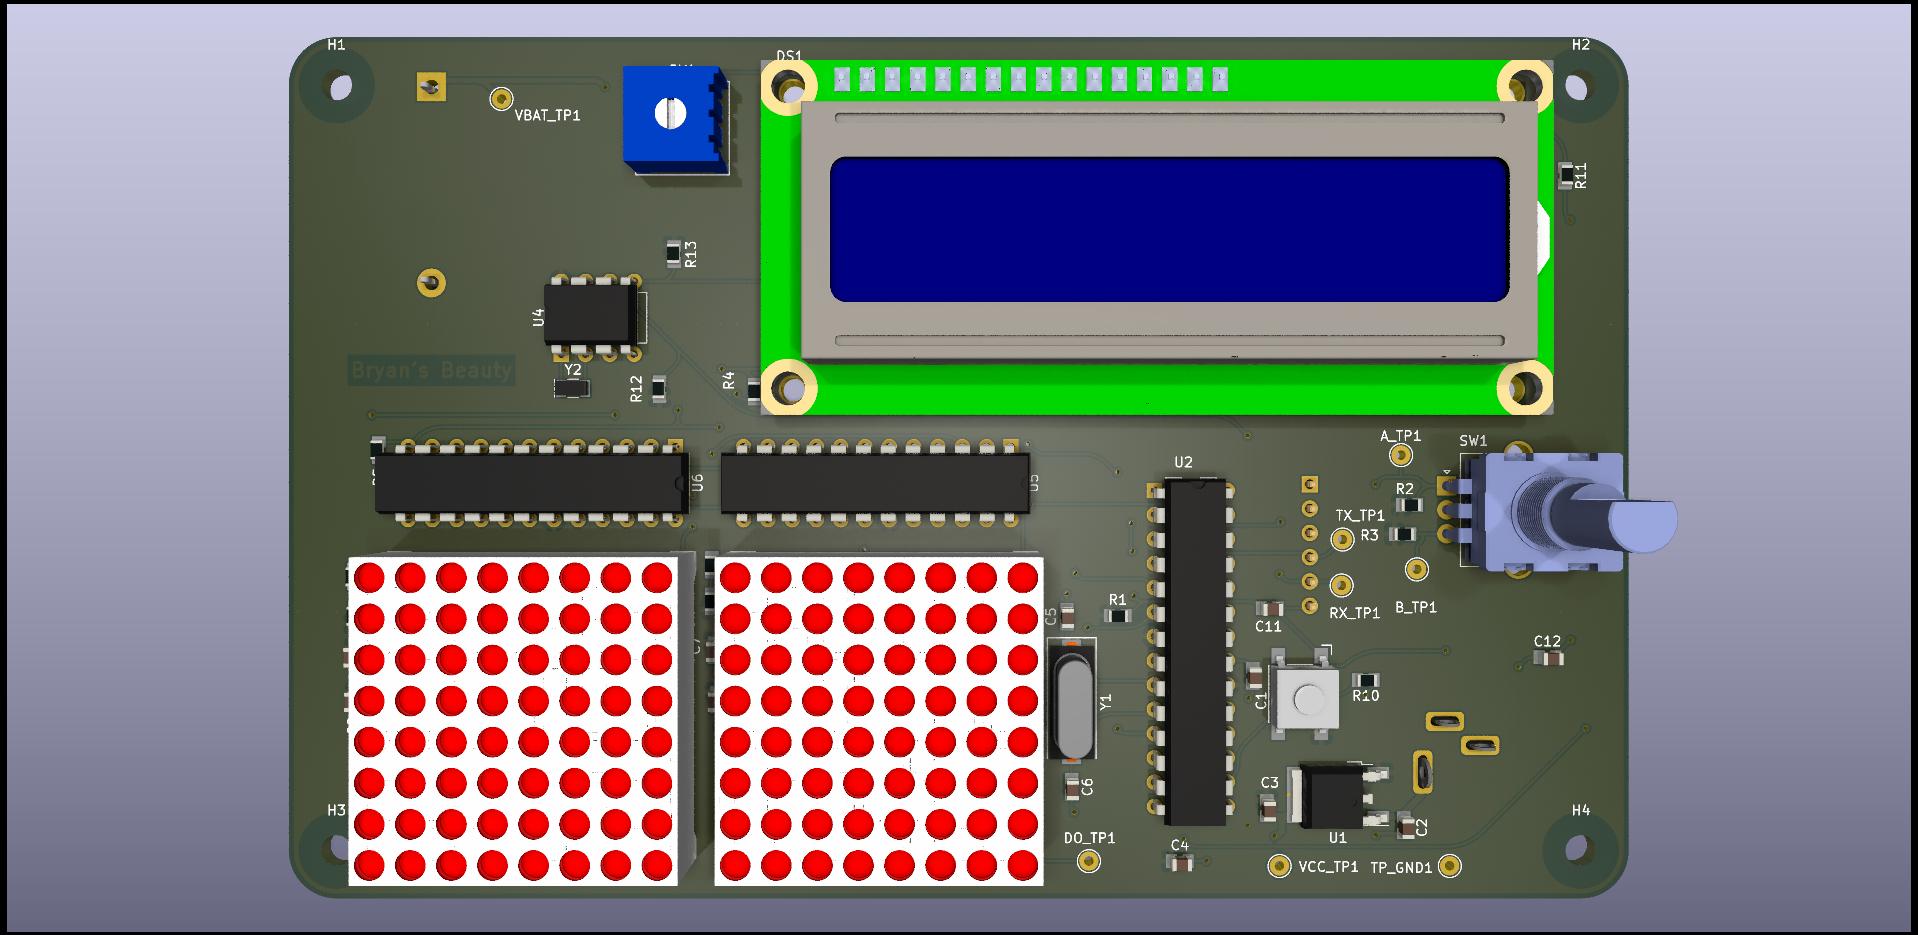 H1
DS1
H2
VBAT_TP1
R11
R13
U4
Bryan's Beauty
Y2
R12
R4
A_TP1
SW1
U6
U5
U2
R2
TX_TP1
R3
C5
R1
C11
RX_TP1
B_TP1
C12
C1
R10
Y1
C6
C3
H3
H4
U1
C2
DO_TP1
C4
VCC_TP1
TP_GND1